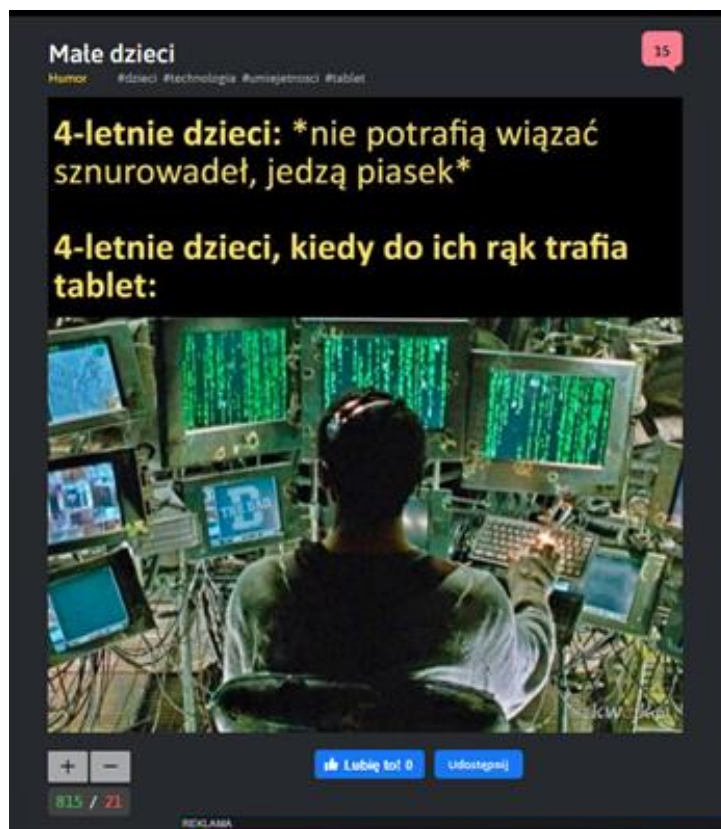 Małe dzieci
15
Humor #dzieci #technologia #umiejetnosci #tablet
4-letnie dzieci: *nie potrafią wiązać
sznurowadeł, jedzą piasek*
4-letnie dzieci, kiedy do ich rąk trafia
tablet:
+ −
Lubię to! 0
Udostępnij
815 / 21
REKLAMA